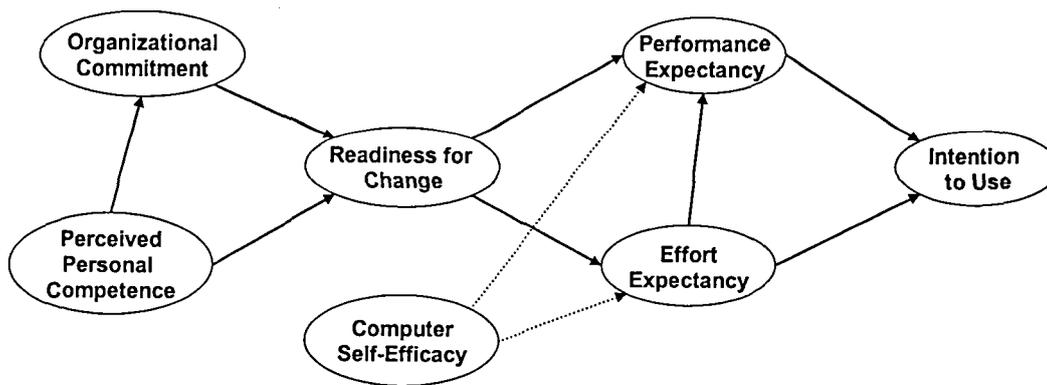 Organizational
Commitment
Performance
Expectancy
Readiness for
Change
Intention
to Use
Perceived
Personal
Competence
Effort
Expectancy
Computer
Self-Efficacy